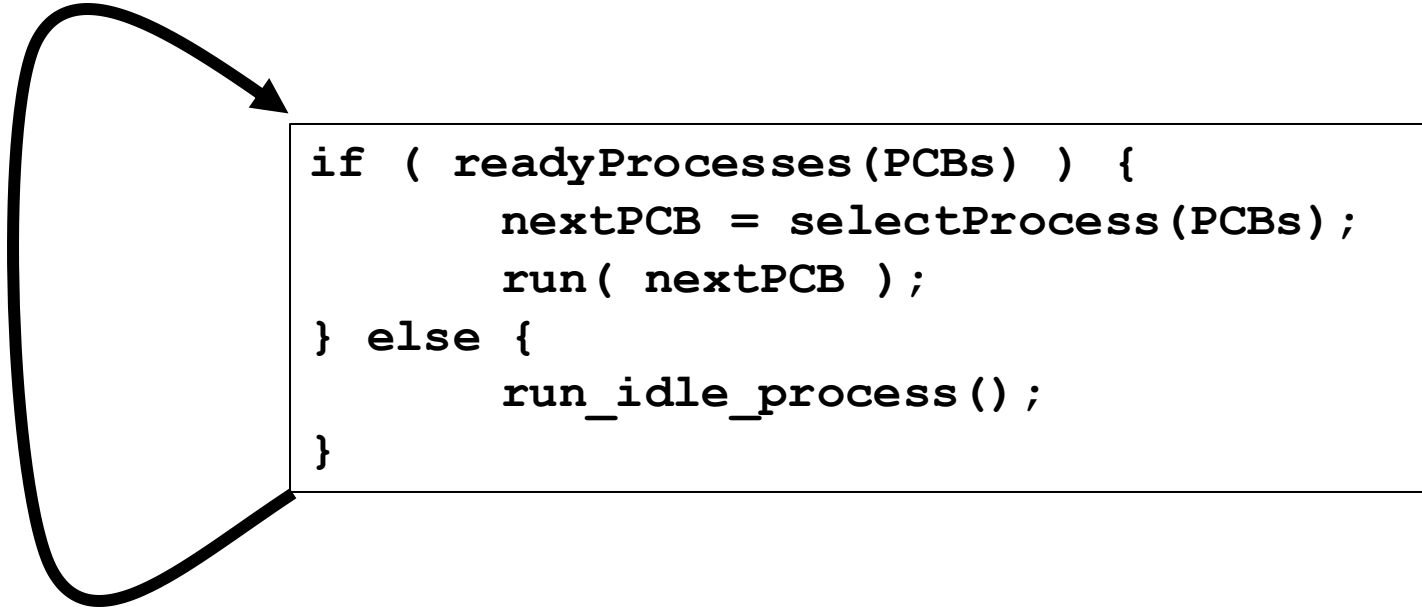 if ( readyProcesses(PCBs) ) {
nextPCB = selectProcess(PCBs);
run( nextPCB );
} else {
run_idle_process();
}